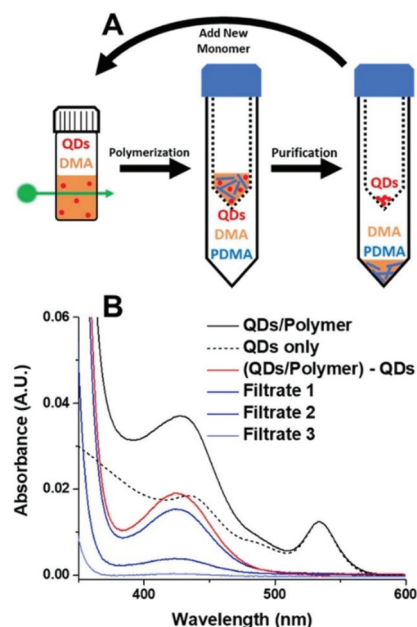 A
Add New
Monomer
QDs
DMA
Polymerization
QDs
DMA
PDMA
Purification
QDs
DMA
PDMA
B
0.06
0.04
0.02
0.00
Absorbance (A.U.)
QDs/Polymer
QDs only
(QDs/Polymer) - QDs
Filtrate 1
Filtrate 2
Filtrate 3
400
500
600
Wavelength (nm)